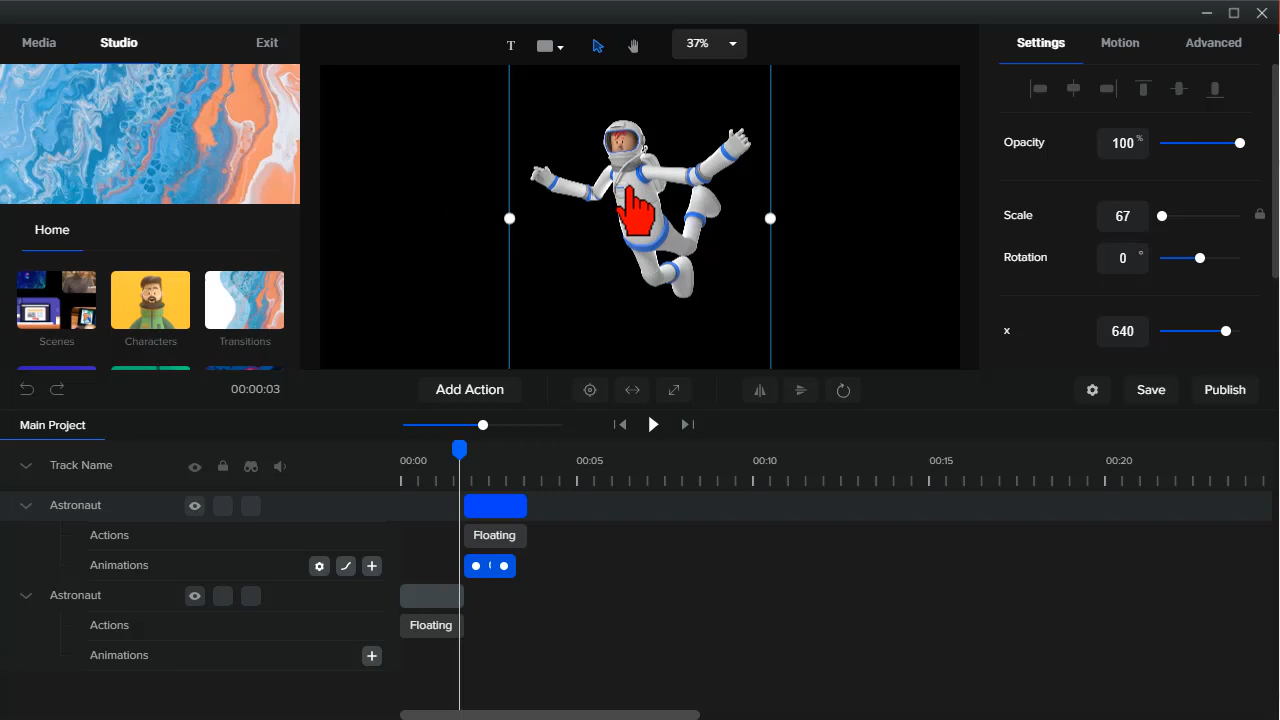 Media Studio Exit
T 37%
Settings Motion Advanced
Opacity 100 %
Home
Scale 67
Rotation 0 °
Scenes Characters Transitions
x 640
00:00:03 Add Action Save Publish
Main Project
Track Name 00:00 00:05 00:10 00:15 00:20
Astronaut
Actions Floating
Animations
Astronaut
Actions Floating
Animations